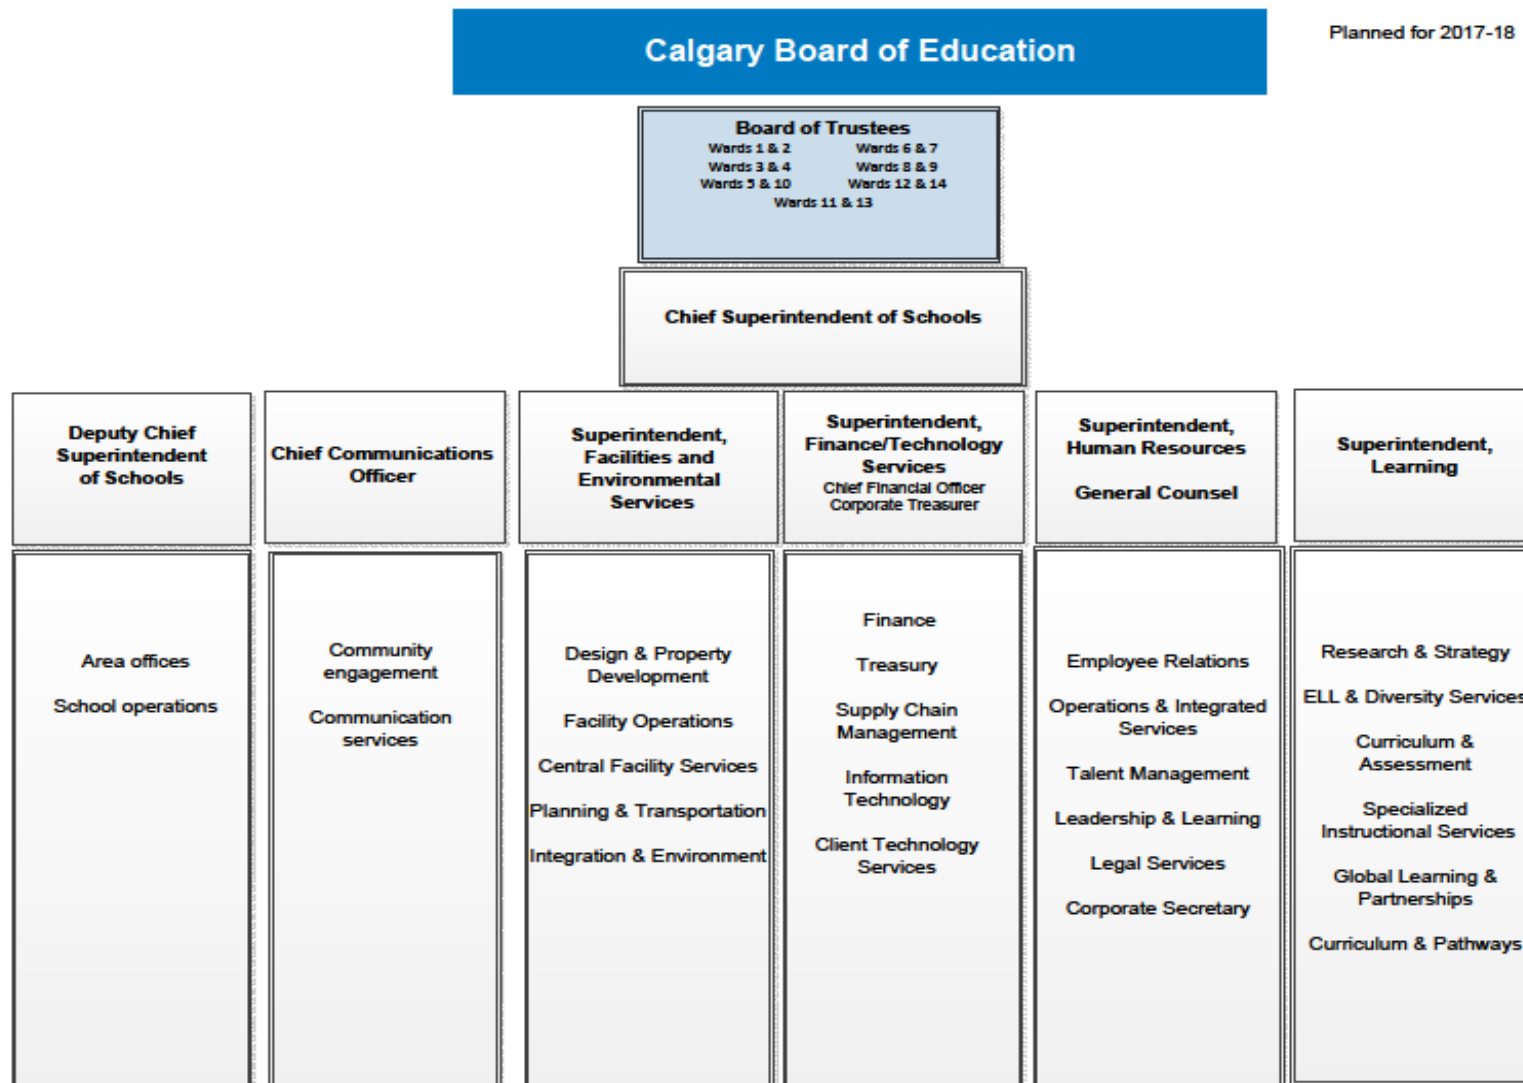 Calgary Board of Education
Planned for 2017-18
Board of Trustees
Wards 1 & 2
Wards 6 & 7
Wards 3 & 4
Wards 8 & 9
Wards 5 & 10
Wards 12 & 14
Wards 11 & 13
Chief Superintendent of Schools
Deputy Chief
Superintendent
of Schools
Chief Communications
Officer
Superintendent,
Facilities and
Environmental
Services
Superintendent,
Finance/Technology
Services
Chief Financial Officer
Corporate Treasurer
Superintendent,
Human Resources
General Counsel
Superintendent,
Learning
Area offices
School operations
Community
engagement
Communication
services
Design & Property
Development
Facility Operations
Central Facility Services
Planning & Transportation
Integration & Environment
Finance
Treasury
Supply Chain
Management
Information
Technology
Client Technology
Services
Employee Relations
Operations & Integrated
Services
Talent Management
Leadership & Learning
Legal Services
Corporate Secretary
Research & Strategy
ELL & Diversity Services
Curriculum &
Assessment
Specialized
Instructional Services
Global Learning &
Partnerships
Curriculum & Pathways